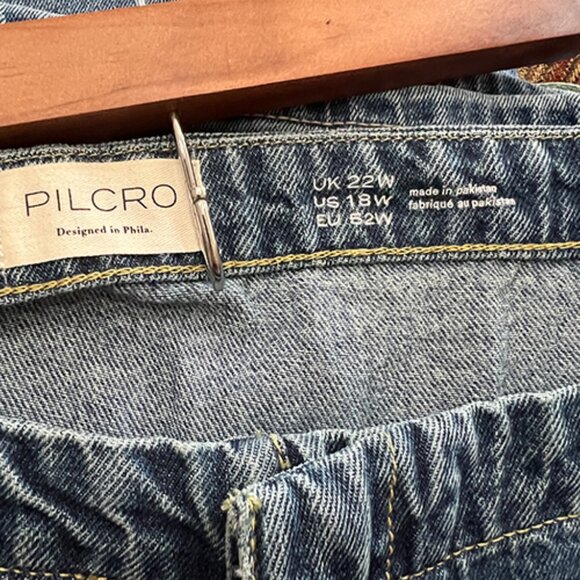 PILCRO
Designed in Phila.
UK 22W
US 18W
EU 52W
made in pakistan
fabriqué au pakistan